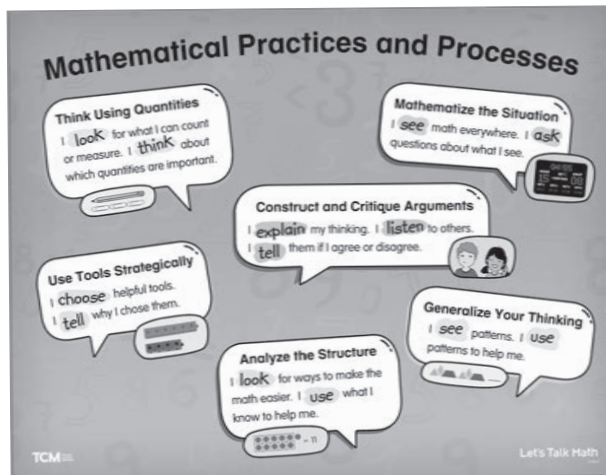 Mathematical Practices and Processes
Think Using Quantities
I look for what I can count
or measure. I think about
which quantities are important.
Mathematize the Situation
I see math everywhere. I ask
questions about what I see.
Construct and Critique Arguments
I explain my thinking. I listen to others.
I tell them if I agree or disagree.
Use Tools Strategically
I choose helpful tools.
I tell why I chose them.
Generalize Your Thinking
I see patterns. I use
patterns to help me.
Analyze the Structure
I look for ways to make the
math easier. I use what I
know to help me.
= 11
TCM
Let's Talk Math